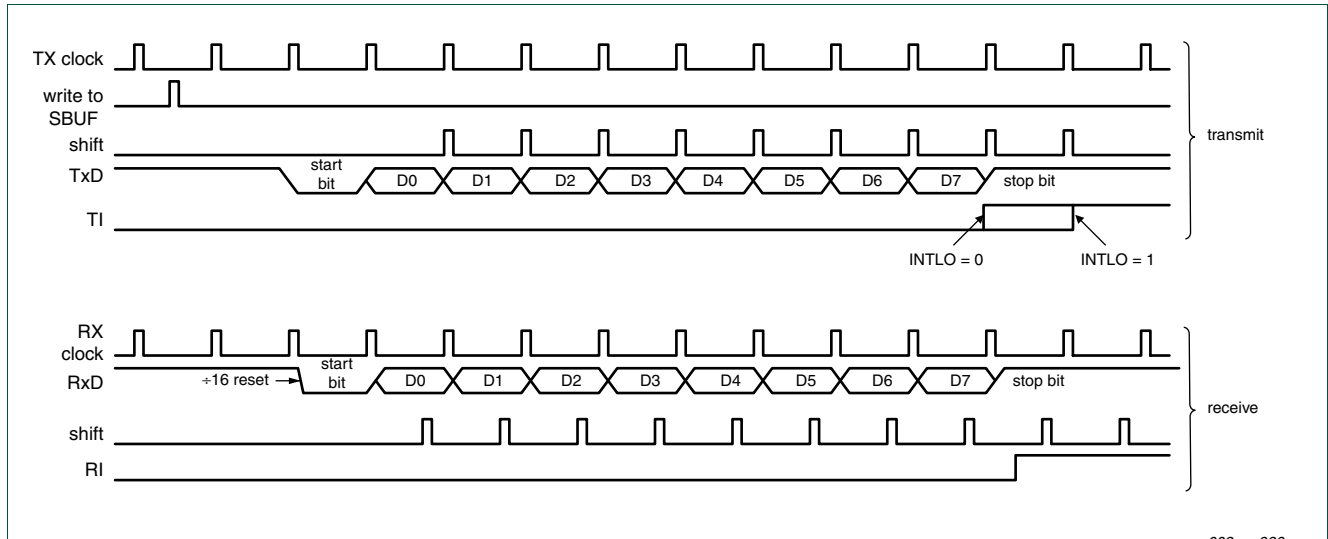 TX clock
write to
SBUF
shift
start
bit
TxD
D0 D1 D2 D3 D4 D5 D6 D7 stop bit
TI
INTLO = 0 INTLO = 1
transmit
RX
clock
start
bit
RxD
÷16 reset
D0 D1 D2 D3 D4 D5 D6 D7 stop bit
shift
RI
receive